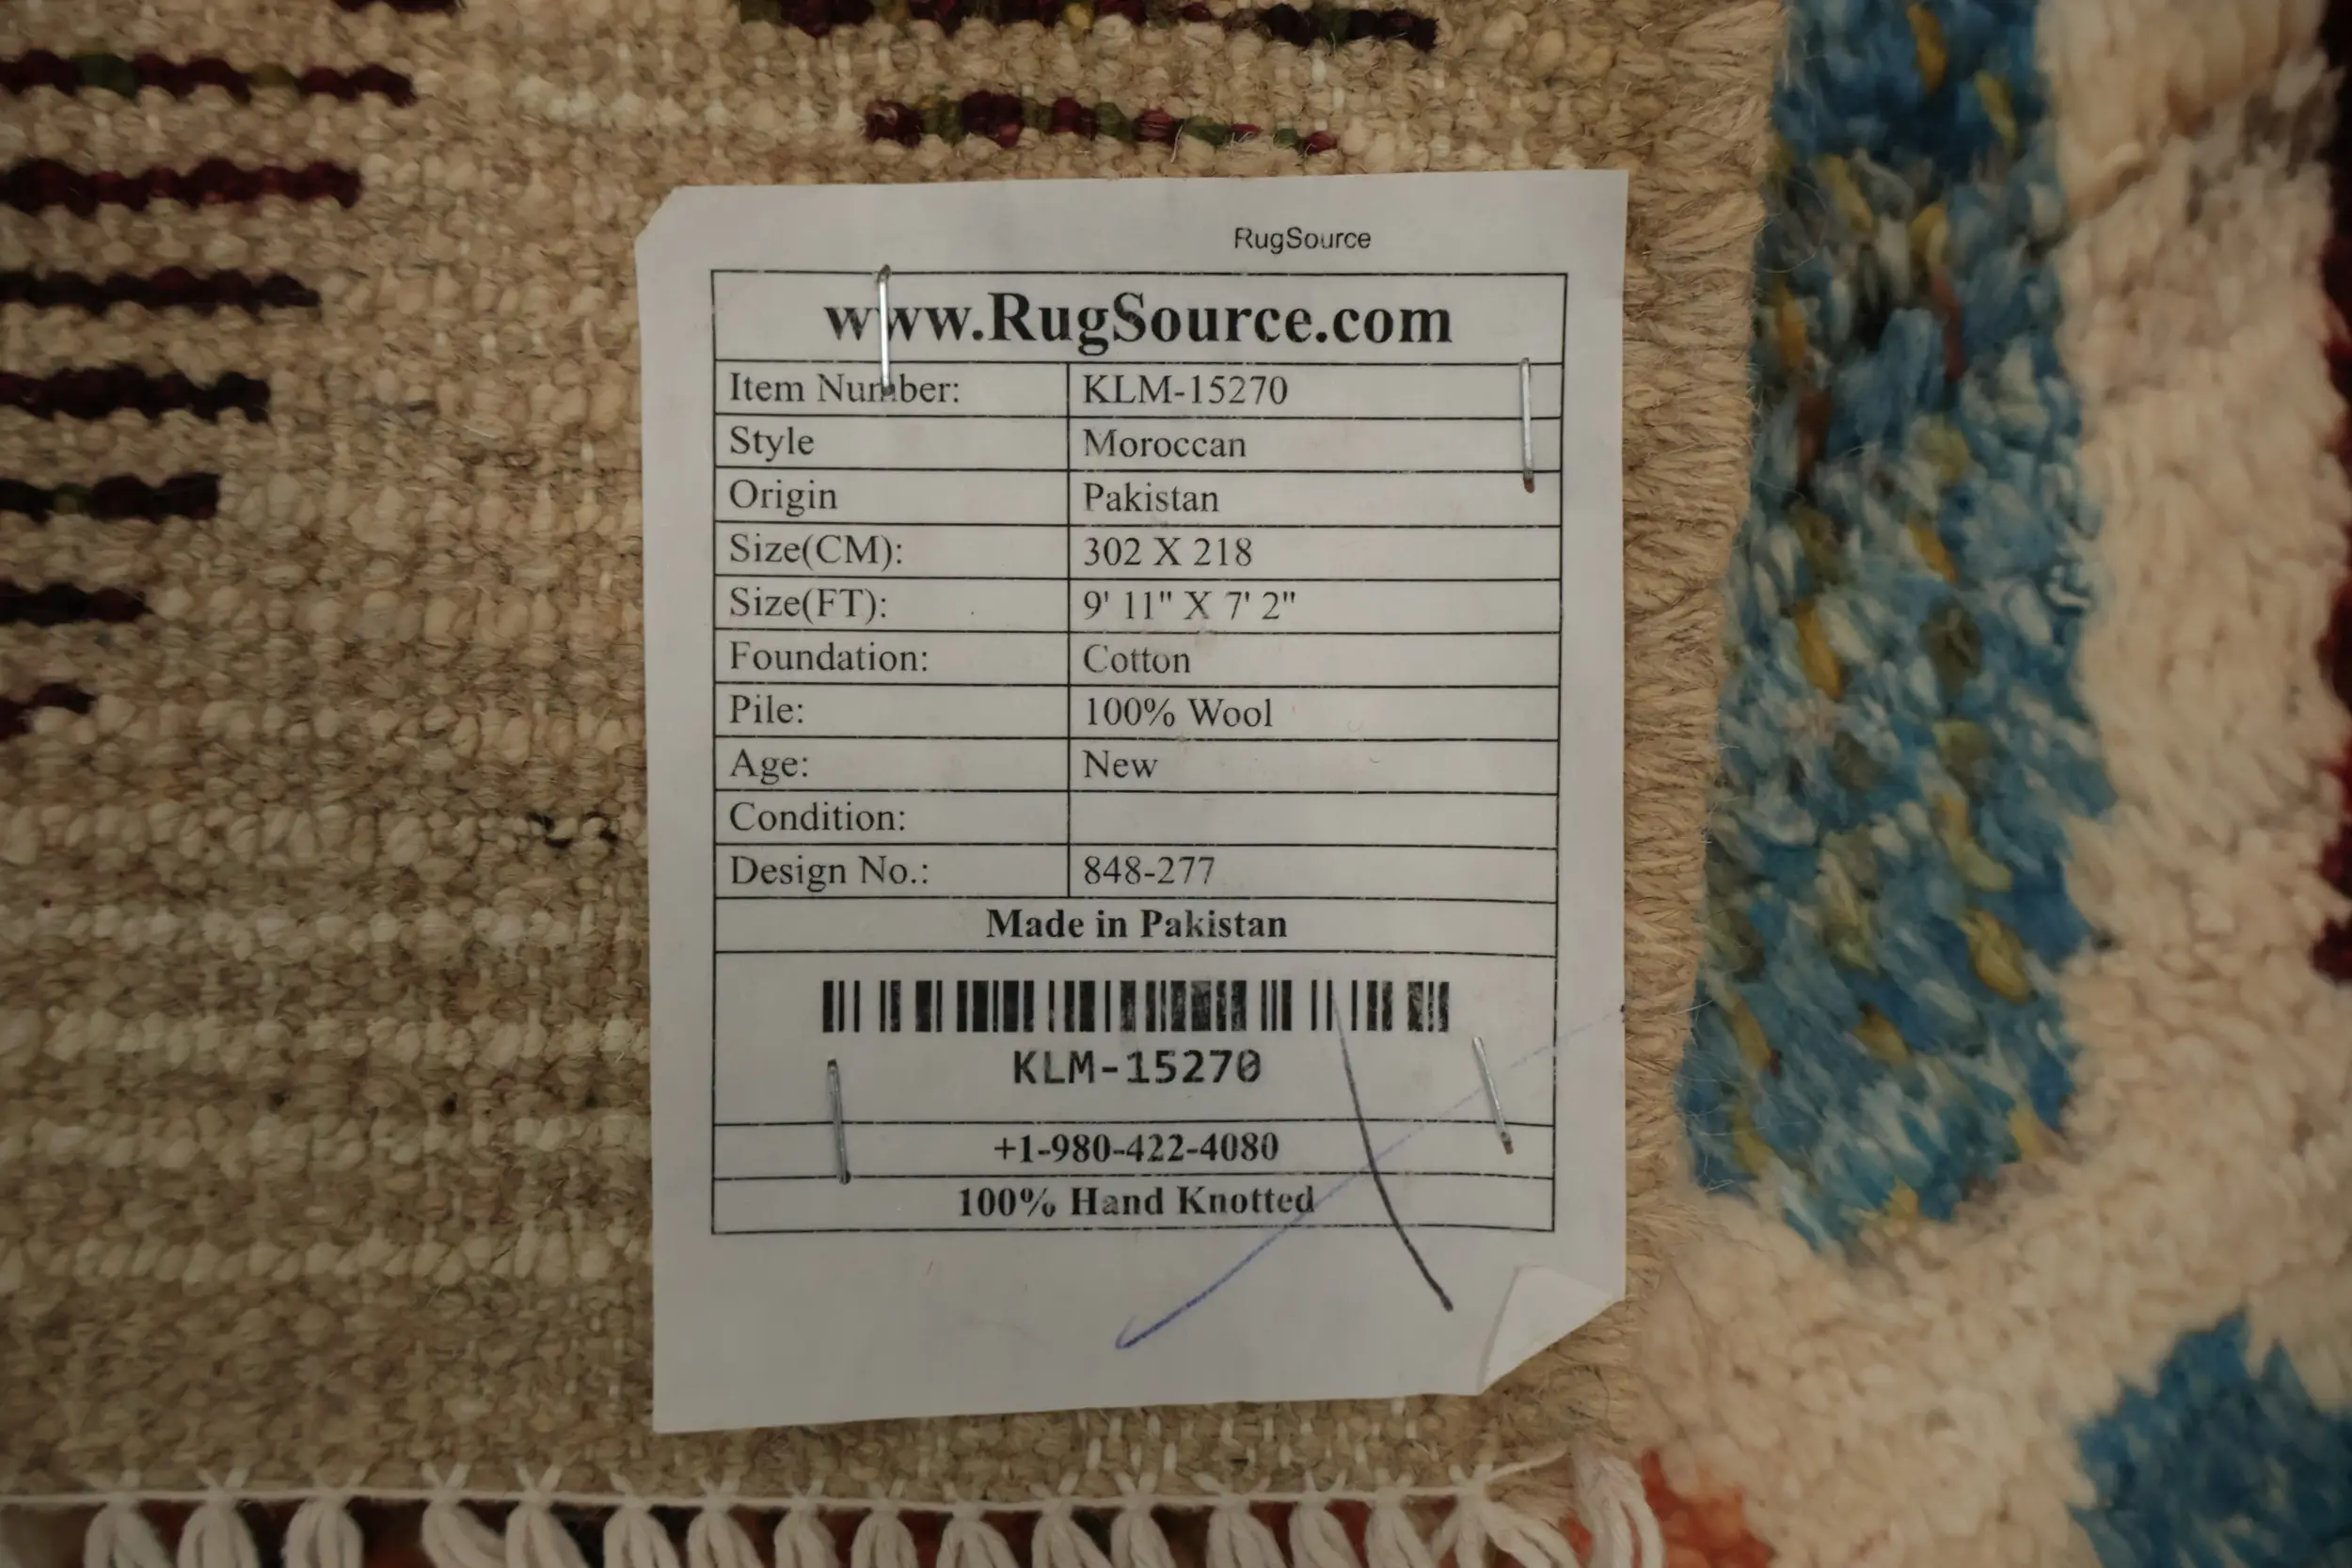 RugSource
www.RugSource.com
Item Number: KLM-15270
Style Moroccan
Origin Pakistan
Size(CM): 302 X 218
Size(FT): 9' 11" X 7' 2"
Foundation: Cotton
Pile: 100% Wool
Age: New
Condition:
Design No.: 848-277
Made in Pakistan
KLM-15270
+1-980-422-4080
100% Hand Knotted